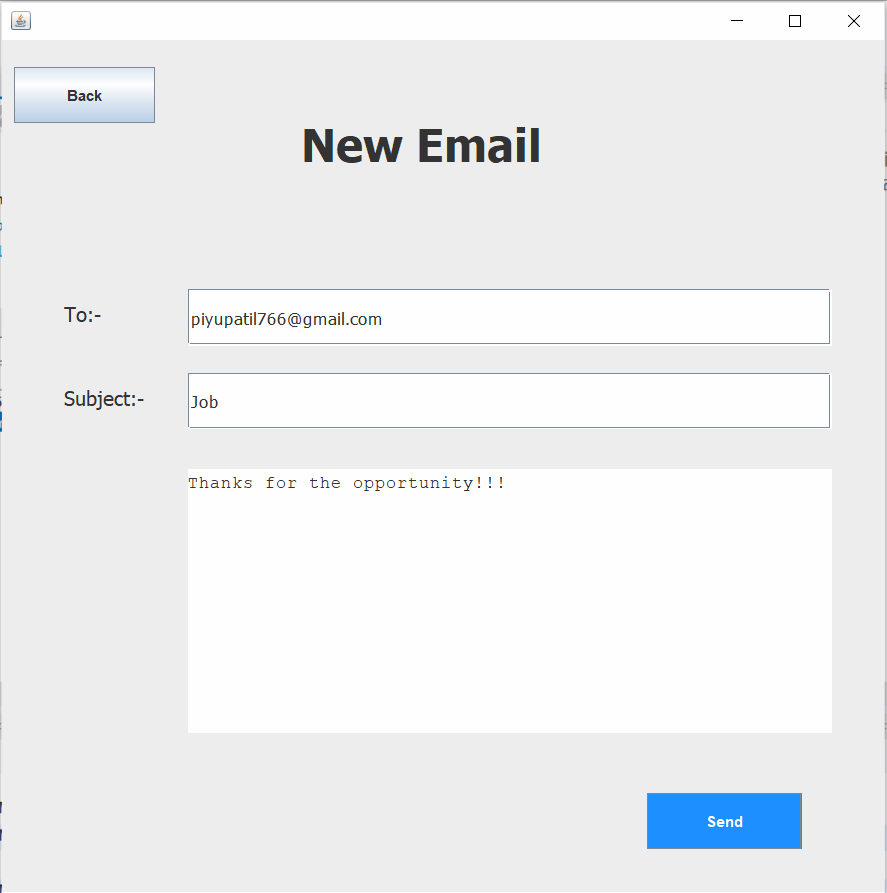 Back
New Email
To:-
piyupatil766@gmail.com
Subject:-
Job
Thanks for the opportunity!!!
Send